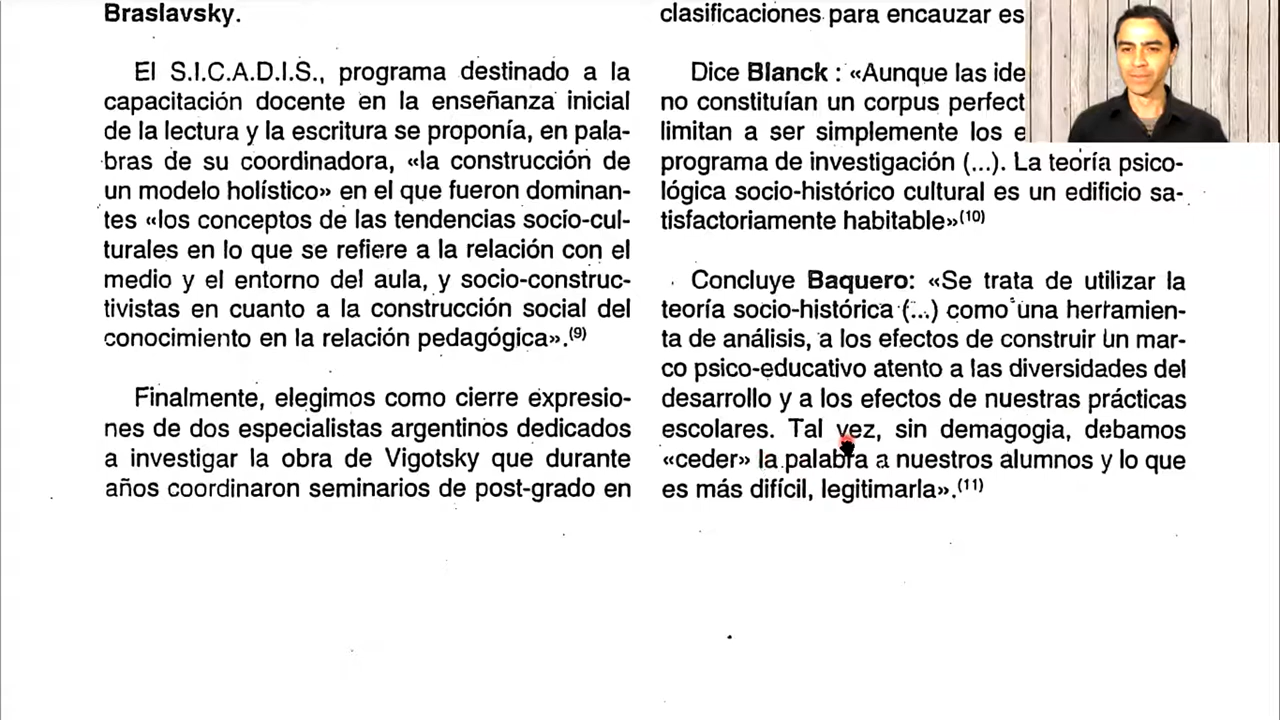 Braslavsky.
El S.I.C.A.D.I.S., programa destinado a la
capacitación docente en la enseñanza inicial
de la lectura y la escritura se proponía, en pala-
bras de su coordinadora, «la construcción de
un modelo holístico» en el que fueron dominan-
tes «los conceptos de las tendencias socio-cul-
turales en lo que se refiere a la relación con el
medio y el entorno del aula, y socio-construc-
tivistas en cuanto a la construcción social del
conocimiento en la relación pedagógica».(9)
Finalmente, elegimos como cierre expresio-
nes de dos especialistas argentinos dedicados
a investigar la obra de Vigotsky que durante
años coordinaron seminarios de post-grado en
clasificaciones para encauzar
Dice Blanck : «Aunque las
no constituían un corpus
limitan a ser simplemente los
programa de investigación (...). La teoría psico-
lógica socio-histórico cultural es un edificio sa-
tisfactoriamente habitable»(10)
Concluye Baquero: «Se trata de utilizar la
teoría socio-histórica (...) como una herramien-
ta de análisis, a los efectos de construir un mar-
co psico-educativo atento a las diversidades del
desarrollo y a los efectos de nuestras prácticas
escolares. Tal vez, sin demagogia, debamos
«ceder» la palabra a nuestros alumnos y lo que
es más difícil, legitimarla».(11)